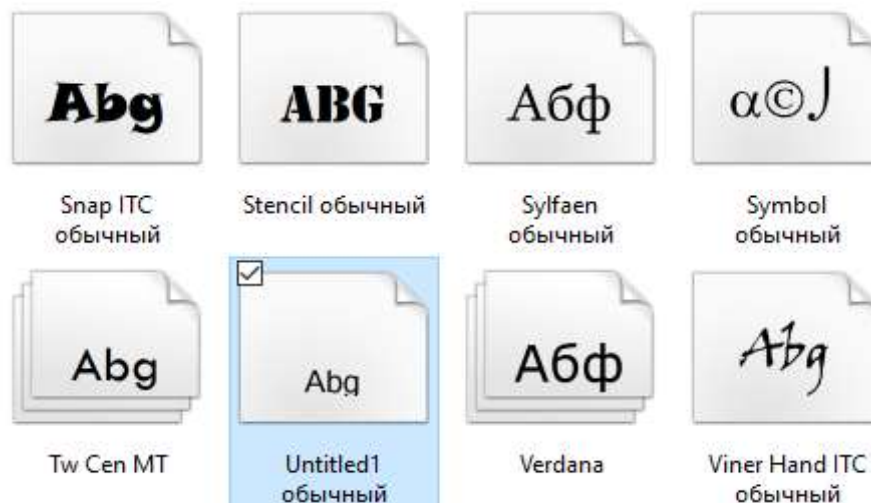 Abg
ABG
Абф
α©J
Snap ITC
обычный
Stencil обычный
Sylfaen
обычный
Symbol
обычный
Abg
Abg
Абф
Abg
Tw Cen MT
Untitled1
обычный
Verdana
Viner Hand ITC
обычный